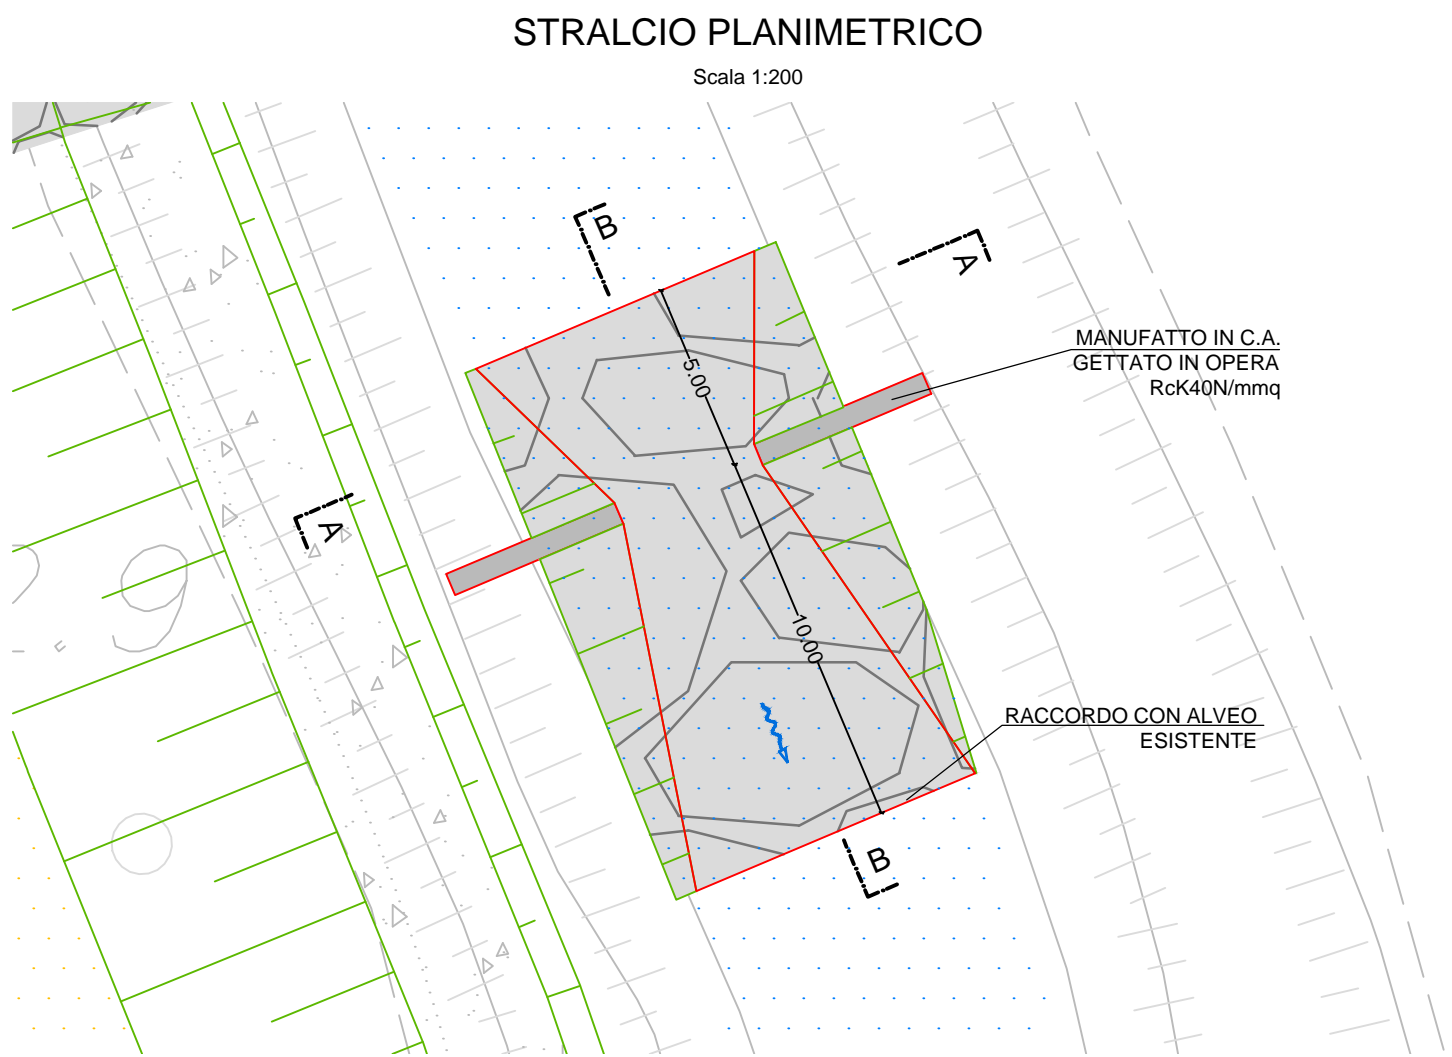 STRALCIO PLANIMETRICO
Scala 1:200
B
A
MANUFATTO IN C.A.
GETTATO IN OPERA
RcK40N/mmq
5.00
A
10.00
RACCORDO CON ALVEO
ESISTENTE
B